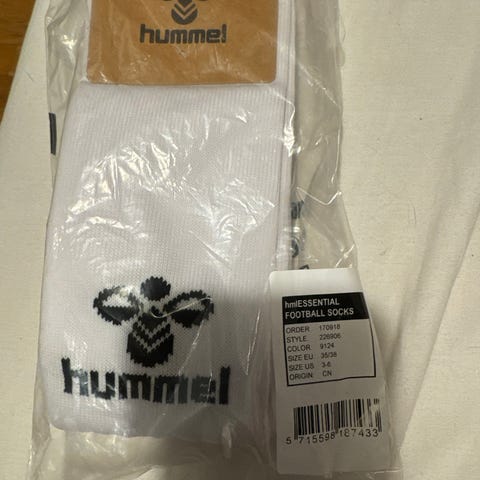 hummel
hummel
hmlESSENTIAL
FOOTBALL SOCKS
ORDER: 170918
STYLE: 226906
COLOR: 9124
SIZE EU: 35/38
SIZE US: 3-6
ORIGIN: CN
5 715598 187433